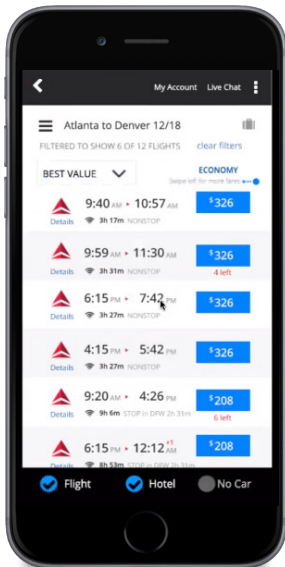 My Account Live Chat
Atlanta to Denver 12/18
FILTERED TO SHOW 6 OF 12 FLIGHTS clear filters
BEST VALUE ECONOMY
Swipe left for more fares
9:40 AM 10:57 AM $326
Details 3h 17m NONSTOP
9:59 AM 11:30 AM $326
Details 3h 31m NONSTOP 4 left
6:15 PM 7:42 PM $326
Details 3h 27m NONSTOP
4:15 PM 5:42 PM $326
Details 3h 27m NONSTOP
9:20 AM 4:26 PM $208
Details 9h 6m STOP in DFW 2h 31m 6 left
6:15 PM 12:12 AM +1 $208
Details 8h 53m STOP in DFW 2h 31m
Flight Hotel No Car